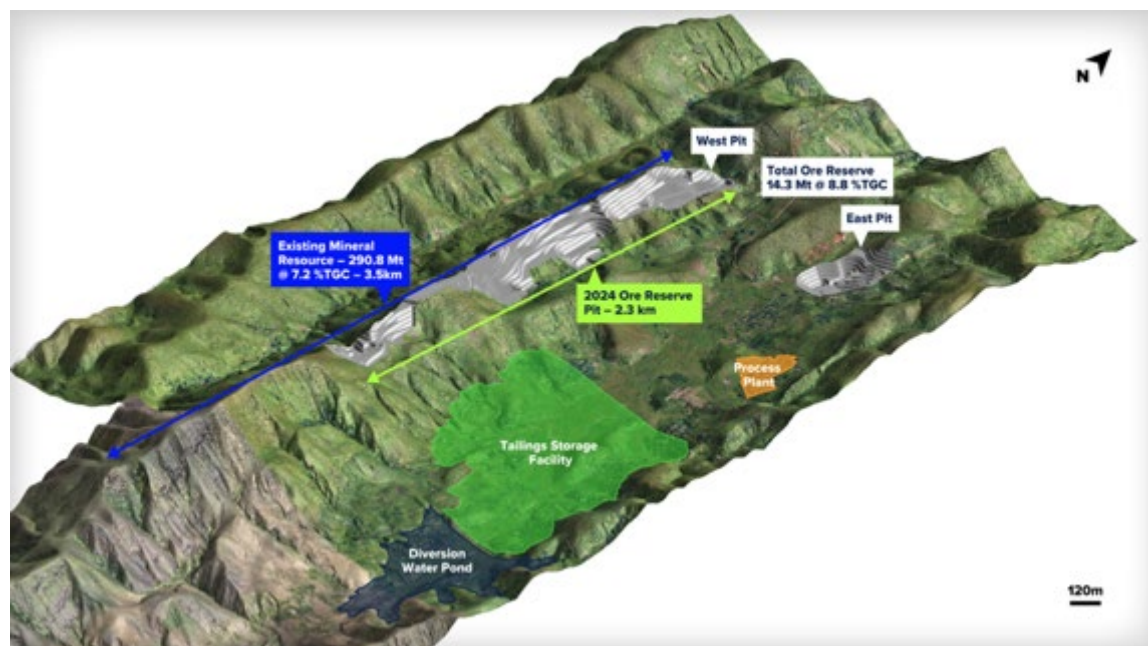 N
West Pit
Total Ore Reserve
14.3 Mt @ 8.8 %TGC
East Pit
Existing Mineral
Resource – 290.8 Mt
@ 7.2 %TGC – 3.5km
2024 Ore Reserve
Pit – 2.3 km
Process
Plant
Tailings Storage
Facility
Diversion
Water Pond
120m